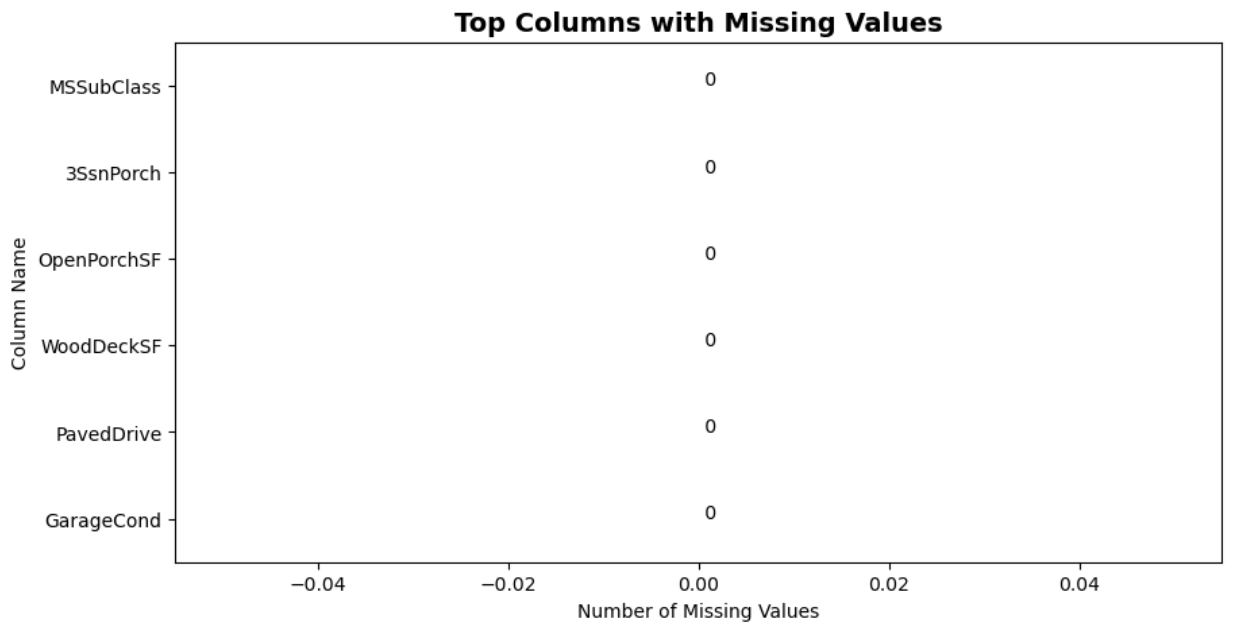 Top Columns with Missing Values
MSSubClass
0
3SsnPorch
0
OpenPorchSF
0
WoodDeckSF
0
PavedDrive
0
GarageCond
0
Column Name
−0.04
−0.02
0.00
0.02
0.04
Number of Missing Values